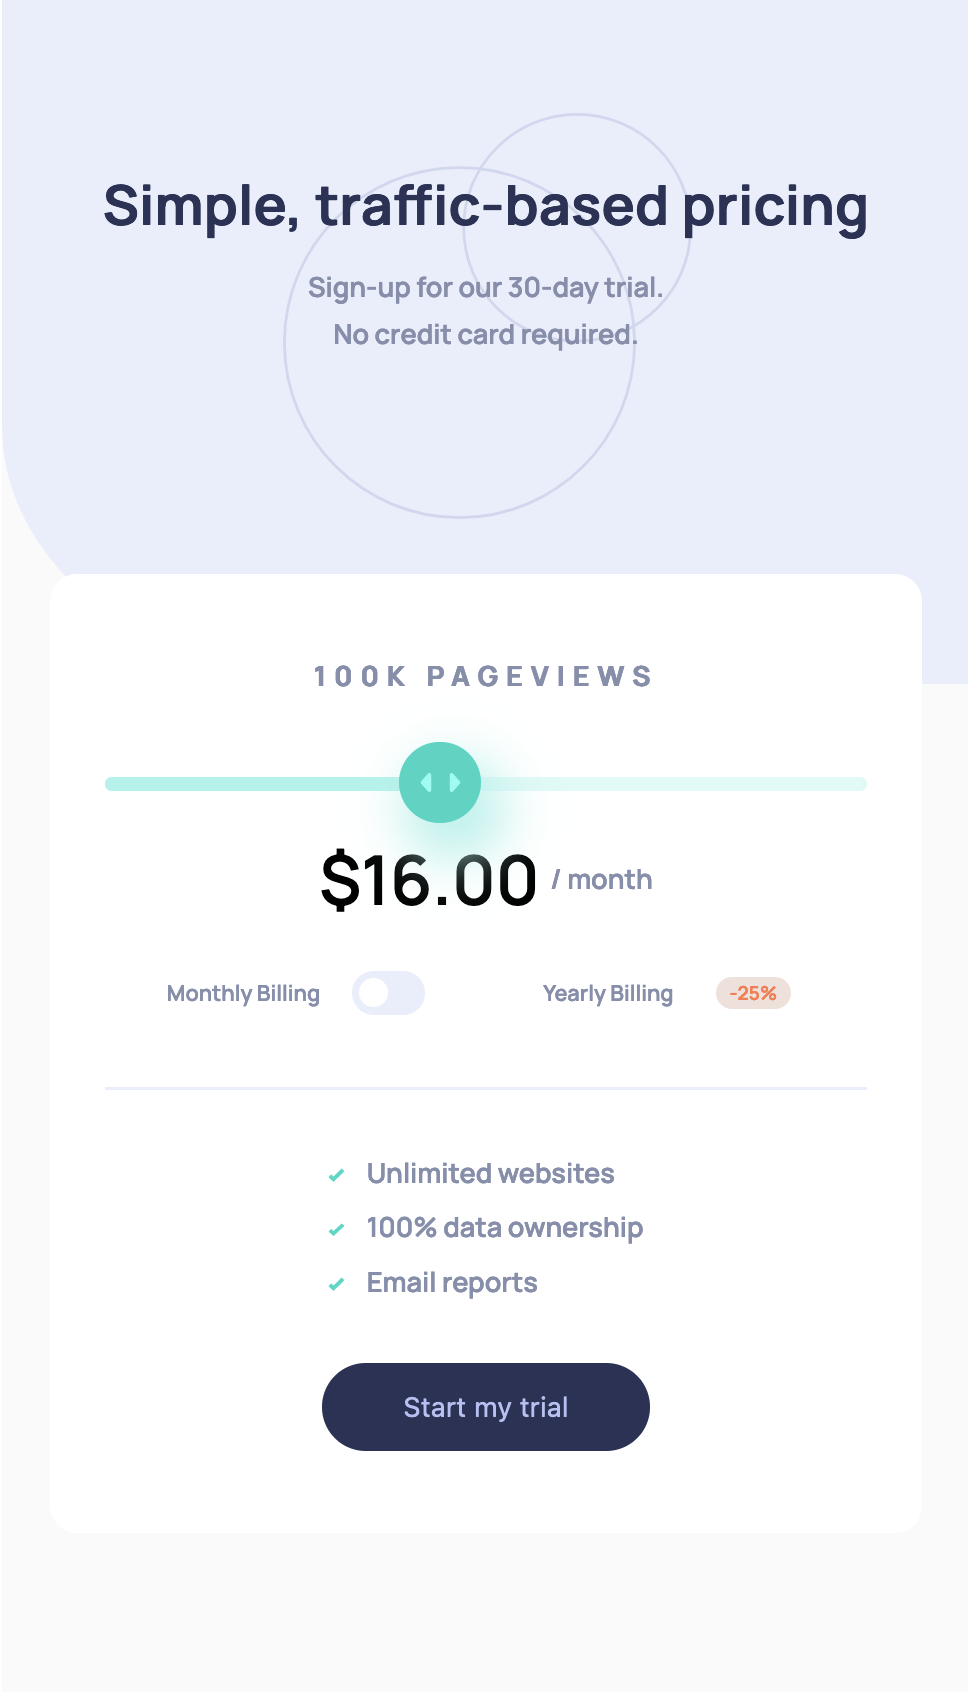 Simple, traffic-based pricing
Sign-up for our 30-day trial.
No credit card required.
100K PAGEVIEWS
$16.00 / month
Monthly Billing Yearly Billing -25%
Unlimited websites
100% data ownership
Email reports
Start my trial